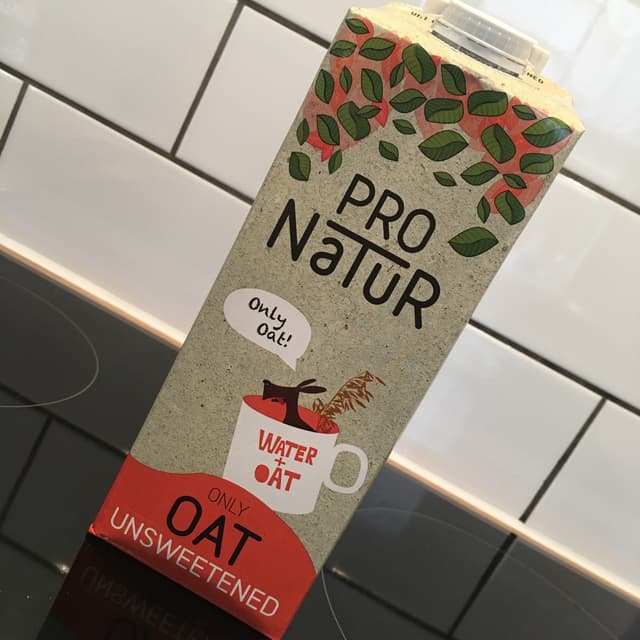 PRO
NaTUR
Only
Oat!
WATER
+
OAT
ONLY
OAT
UNSWEETENED